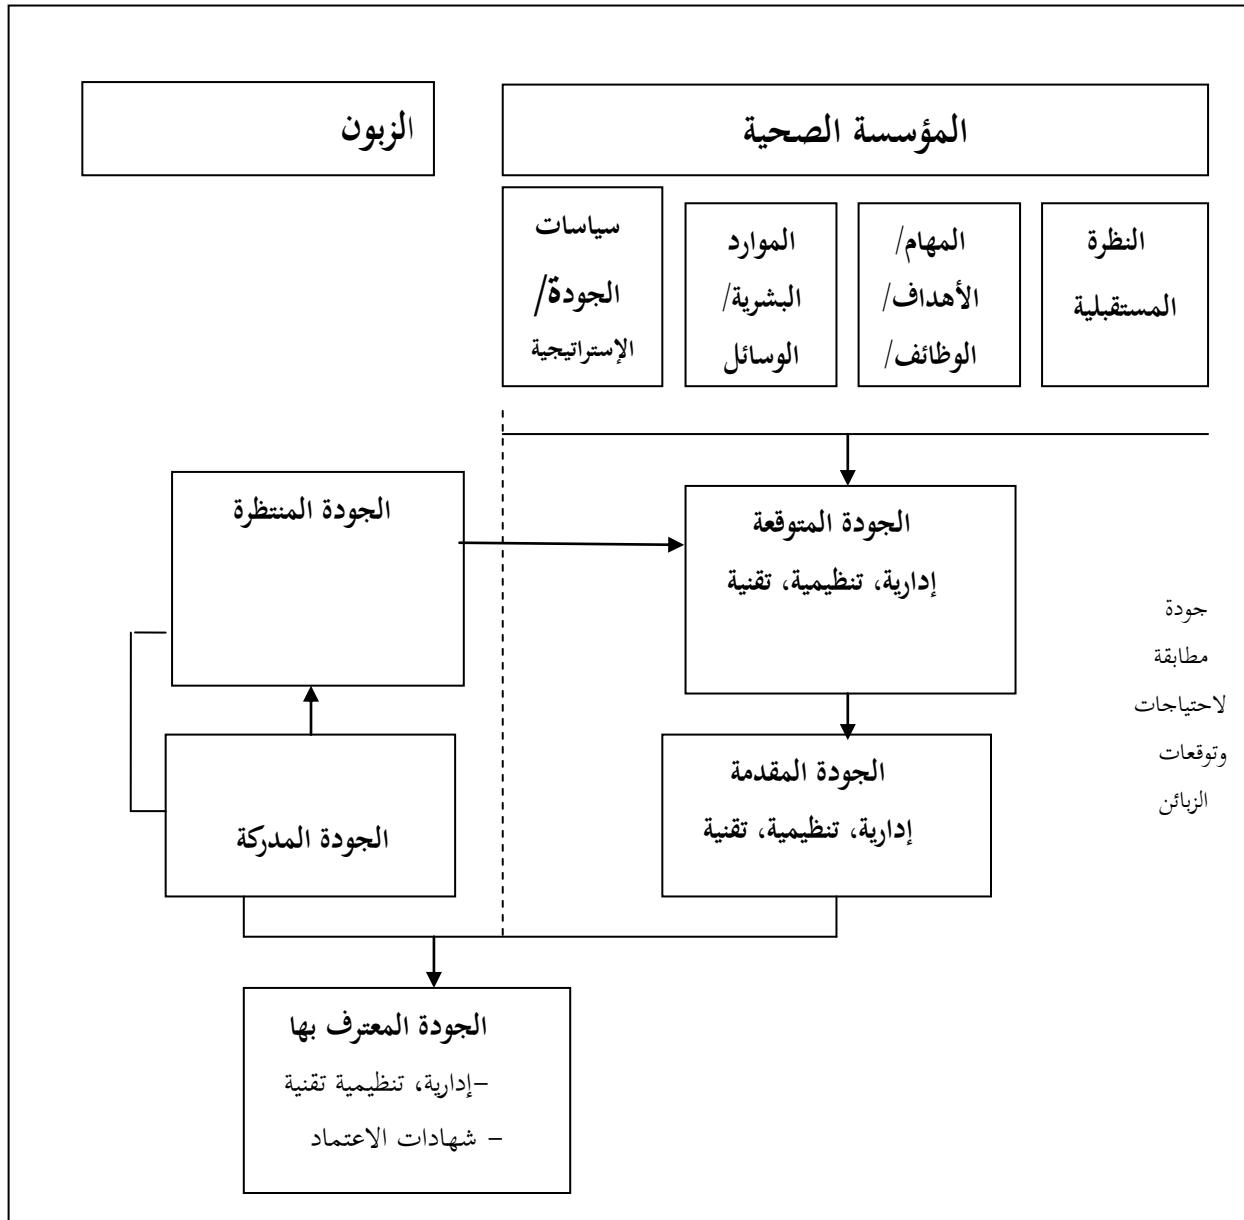 المؤسسة الصحية
الزبون
النظرة
المستقبلية
المهام/
الأهداف/
الوظائف/
الموارد
البشرية/
الوسائل
سياسات
الجودة/
الإستراتيجية
الجودة المتوقعة
إدارية، تنظيمية، تقنية
الجودة المنتظرة
جودة
مطابقة
لاحتياجات
وتوقعات
الزبائن
الجودة المقدمة
إدارية، تنظيمية، تقنية
الجودة المدركة
الجودة المعترف بها
–إدارية، تنظيمية تقنية
– شهادات الاعتماد